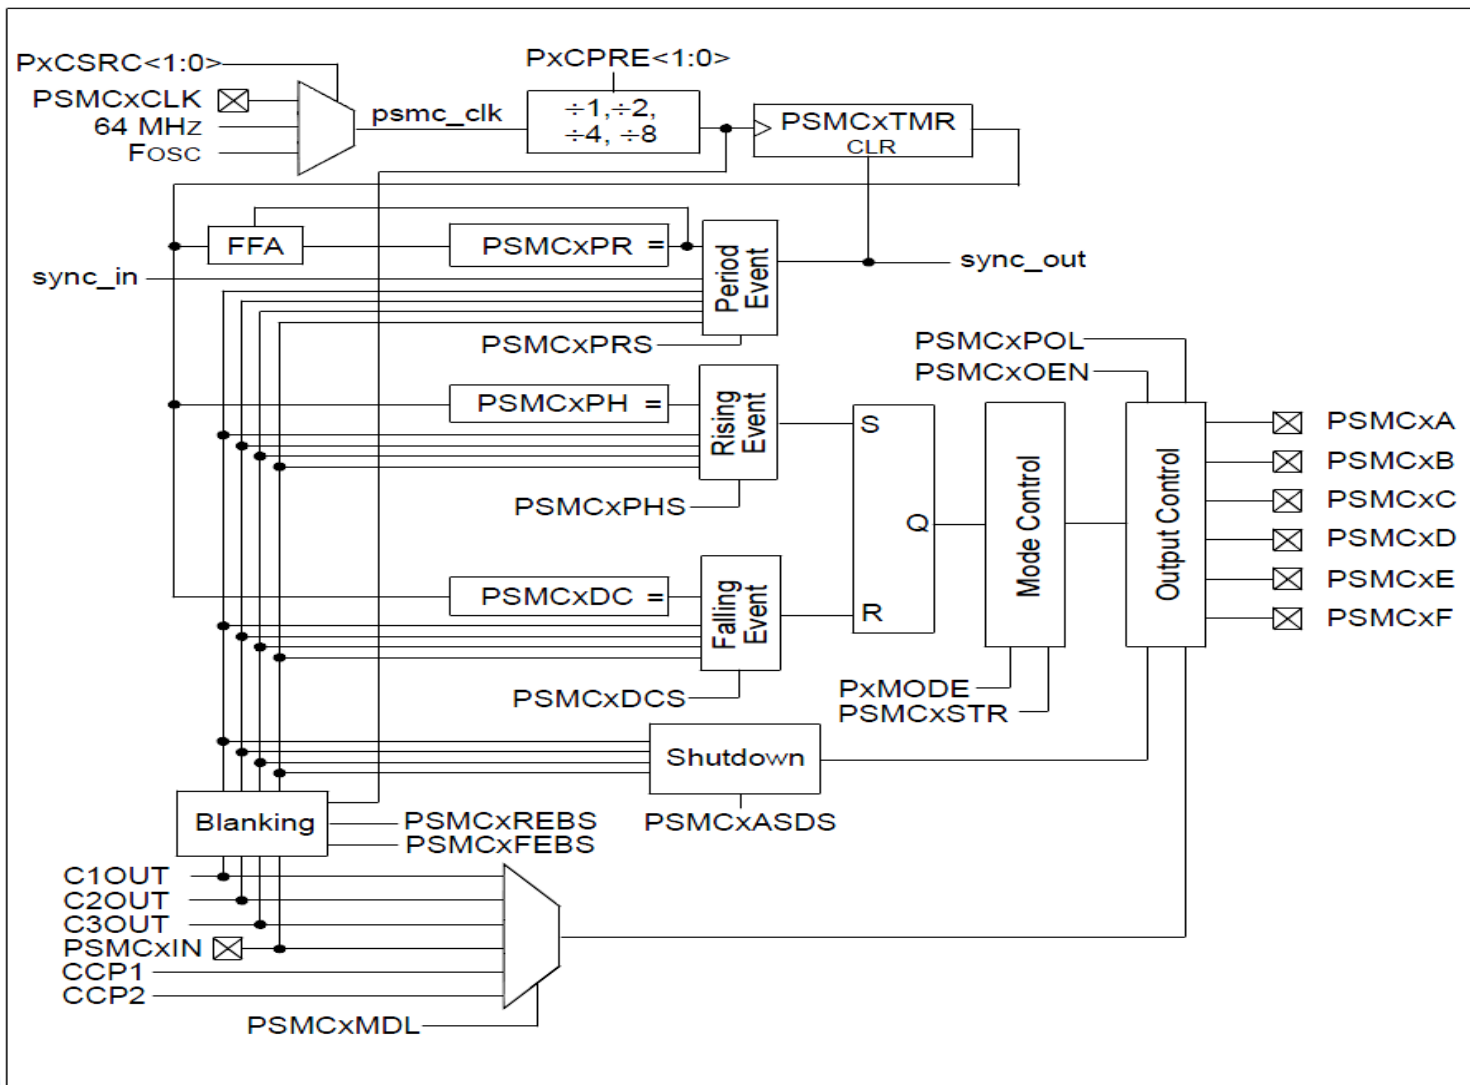 PxCSRC<1:0>
PxCPRE<1:0>
PSMCxCLK
64 MHz
FOSC
psmc_clk
÷1,÷2,
÷4, ÷8
PSMCxTMR
CLR
FFA
PSMCxPR =
Period
Event
sync_in
sync_out
PSMCxPRS
PSMCxPOL
PSMCxOEN
PSMCxPH =
Rising
Event
PSMCxPHS
S
Q
R
Mode Control
Output Control
PSMCxA
PSMCxB
PSMCxC
PSMCxD
PSMCxE
PSMCxF
PSMCxDC =
Falling
Event
PSMCxDCS
PxMODE
PSMCxSTR
Shutdown
PSMCxASDS
Blanking
PSMCxREBS
PSMCxFEBS
C1OUT
C2OUT
C3OUT
PSMCxIN
CCP1
CCP2
PSMCxMDL